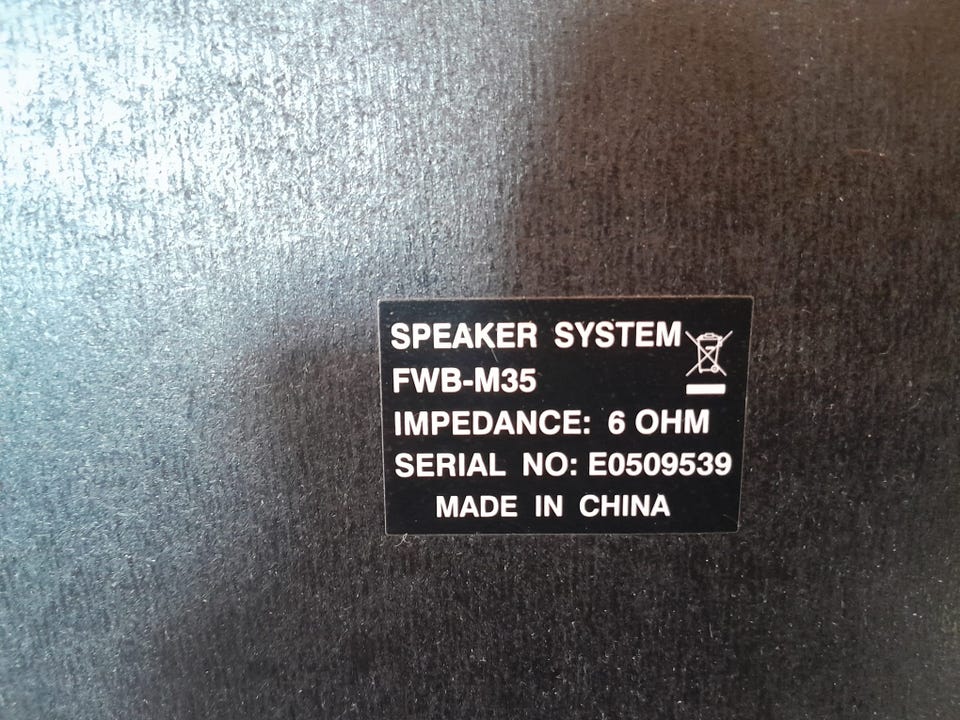 SPEAKER SYSTEM
FWB-M35
IMPEDANCE: 6 OHM
SERIAL NO: E0509539
MADE IN CHINA